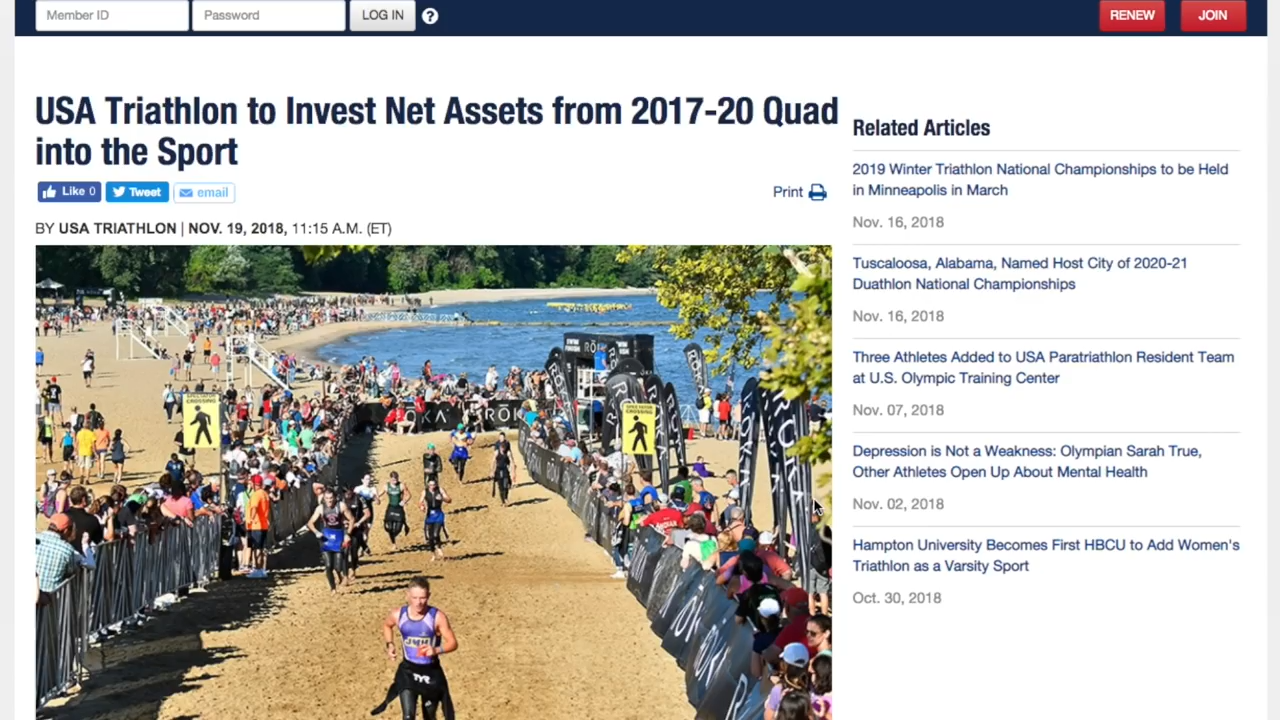 Member ID
Password
LOG IN
?
RENEW
JOIN
USA Triathlon to Invest Net Assets from 2017-20 Quad
into the Sport
Like 0
Tweet
email
Print
BY USA TRIATHLON | NOV. 19, 2018, 11:15 A.M. (ET)
CROSSING
ROKA
JMU
TYR
Related Articles
2019 Winter Triathlon National Championships to be Held
in Minneapolis in March
Nov. 16, 2018
Tuscaloosa, Alabama, Named Host City of 2020-21
Duathlon National Championships
Nov. 16, 2018
Three Athletes Added to USA Paratriathlon Resident Team
at U.S. Olympic Training Center
Nov. 07, 2018
Depression is Not a Weakness: Olympian Sarah True,
Other Athletes Open Up About Mental Health
Nov. 02, 2018
Hampton University Becomes First HBCU to Add Women's
Triathlon as a Varsity Sport
Oct. 30, 2018